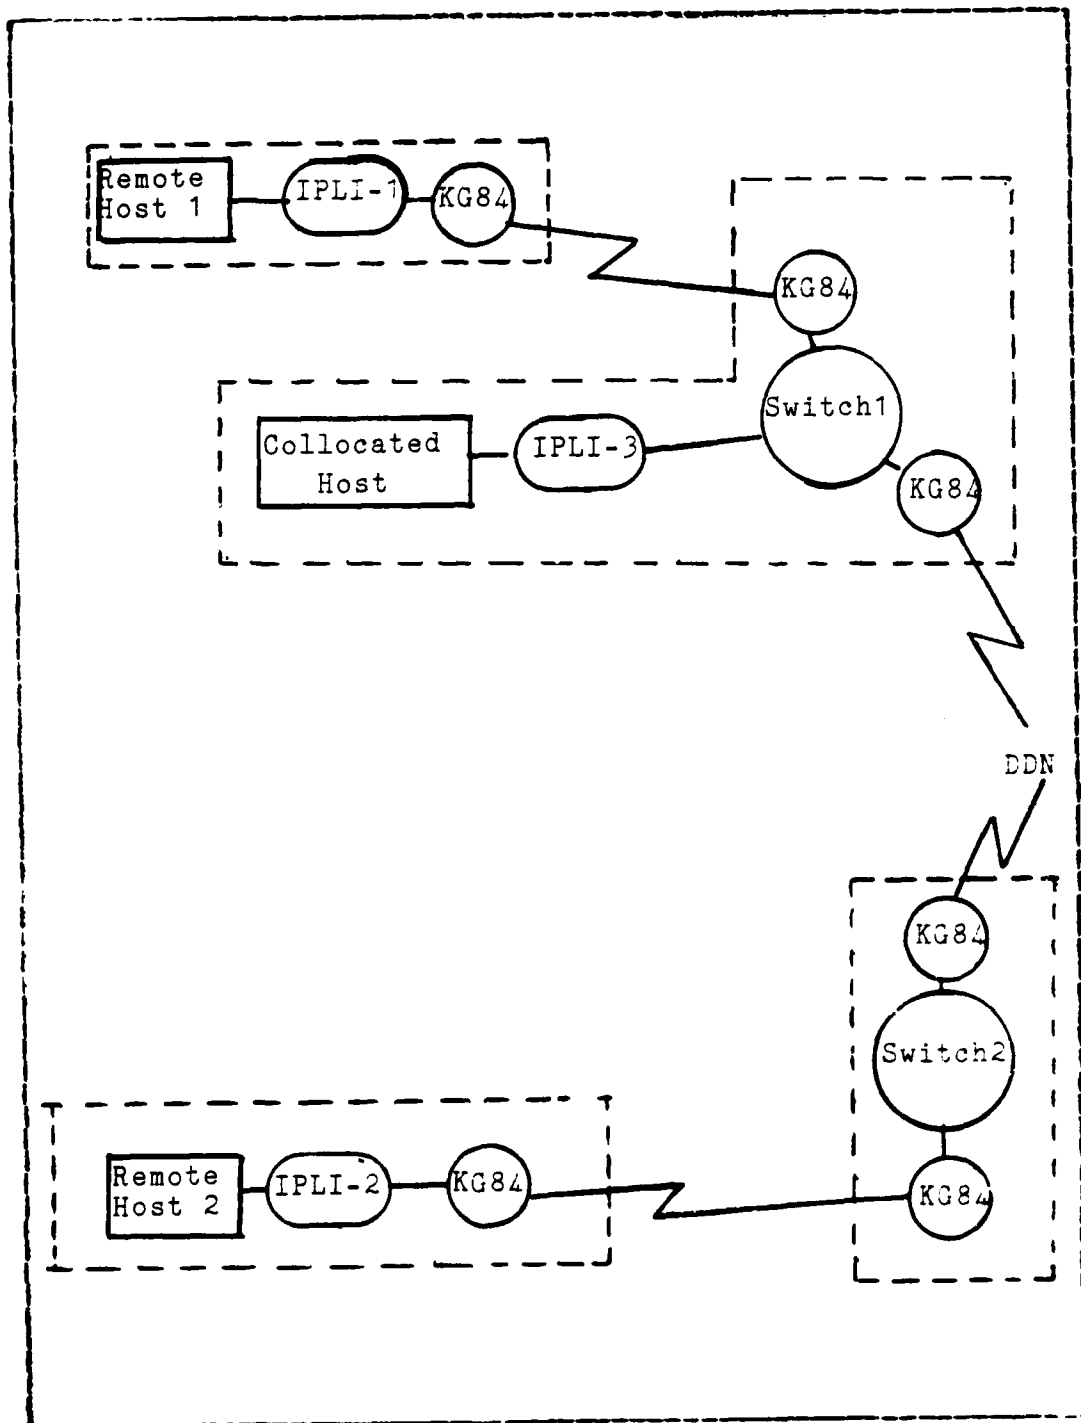 Remote
Host 1
IPLI-1
KG84
KG84
Switch1
Collocated
Host
IPLI-3
KG84
DDN
KG84
Switch2
Remote
Host 2
IPLI-2
KG84
KG84